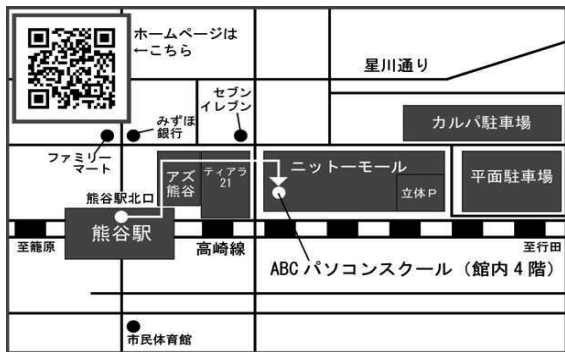 ホームページは
←こちら
星川通り
セブン
イレブン
みずほ
銀行
カルパ駐車場
ファミリー
マート
アズ
熊谷
ティアラ
21
ニットーモール
立体P
平面駐車場
熊谷駅北口
熊谷駅
至籠原
高崎線
至行田
ABC パソコンスクール（館内4階）
市民体育館